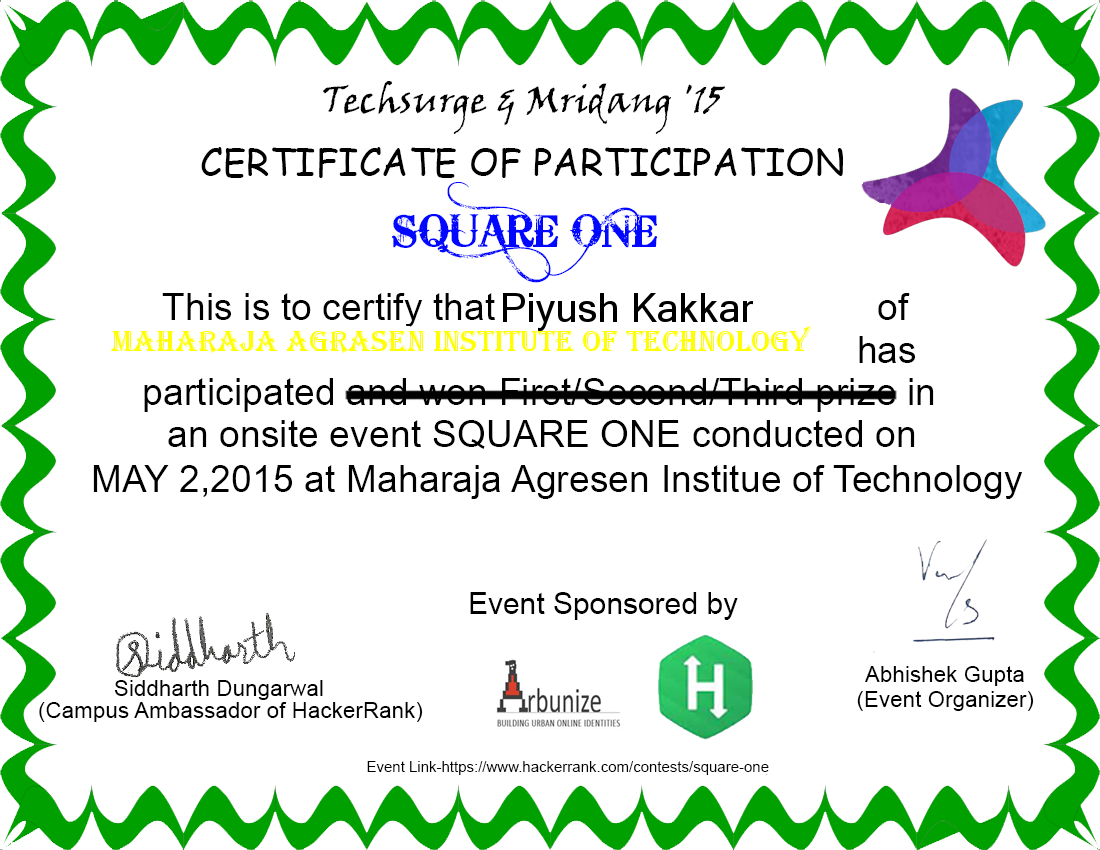 Techsurge & Mridang '15
CERTIFICATE OF PARTICIPATION
SQUARE ONE
This is to certify that Piyush Kakkar of
MAHARAJA AGRASEN INSTITUTE OF TECHNOLOGY
has
participated and won First/Second/Third prize in
an onsite event SQUARE ONE conducted on
MAY 2,2015 at Maharaja Agresen Institue of Technology
Event Sponsored by
Siddharth
Siddharth Dungarwal
(Campus Ambassador of HackerRank)
Arbunize
BUILDING URBAN ONLINE IDENTITIES
H
Abhishek Gupta
(Event Organizer)
Event Link-https://www.hackerrank.com/contests/square-one